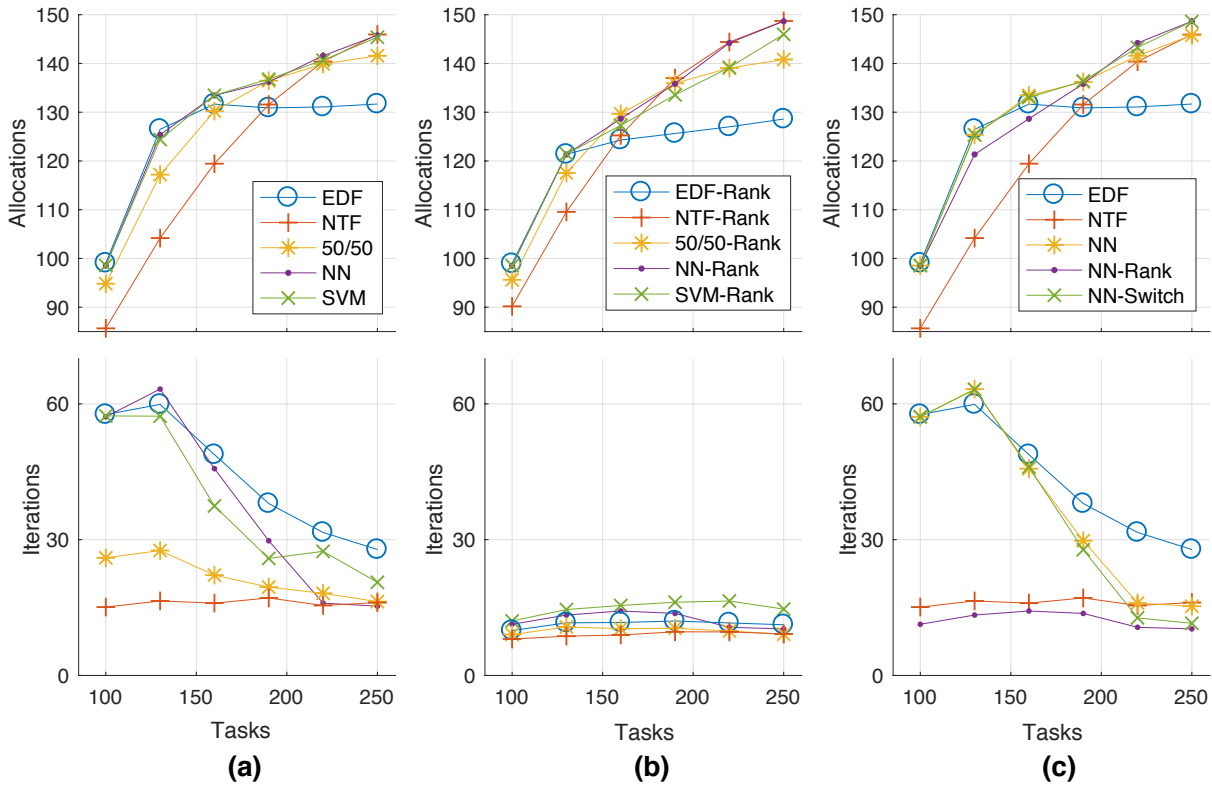 150
140
130
120
110
100
90
Allocations
EDF
NTF
50/50
NN
SVM
150
140
130
120
110
100
90
Allocations
EDF-Rank
NTF-Rank
50/50-Rank
NN-Rank
SVM-Rank
150
140
130
120
110
100
90
Allocations
EDF
NTF
NN
NN-Rank
NN-Switch
60
30
0
Iterations
100 150 200 250
Tasks
(a)
60
30
0
Iterations
100 150 200 250
Tasks
(b)
60
30
0
Iterations
100 150 200 250
Tasks
(c)